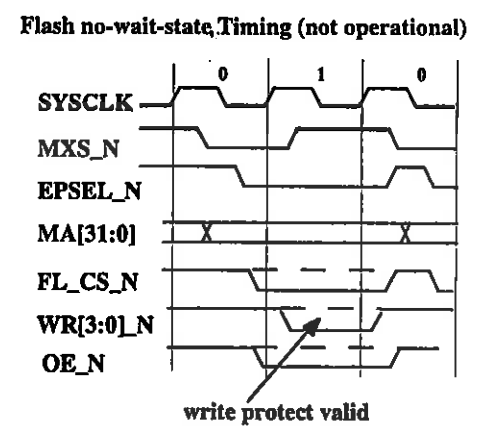 Flash no-wait-state Timing (not operational)
0 1 0
SYSCLK
MXS_N
EPSEL_N
MA[31:0]
FL_CS_N
WR[3:0]_N
OE_N
write protect valid